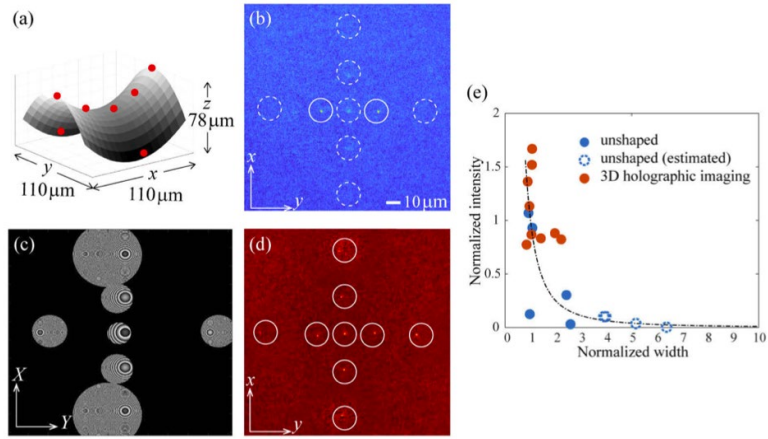 (a)
z
78μm
y
110μm
x
110μm
(b)
x
y
10μm
(c)
X
Y
(d)
x
y
(e)
unshaped
unshaped (estimated)
3D holographic imaging
Normalized intensity
2
1.5
1
0.5
0
0 1 2 3 4 5 6 7 8 9 10
Normalized width